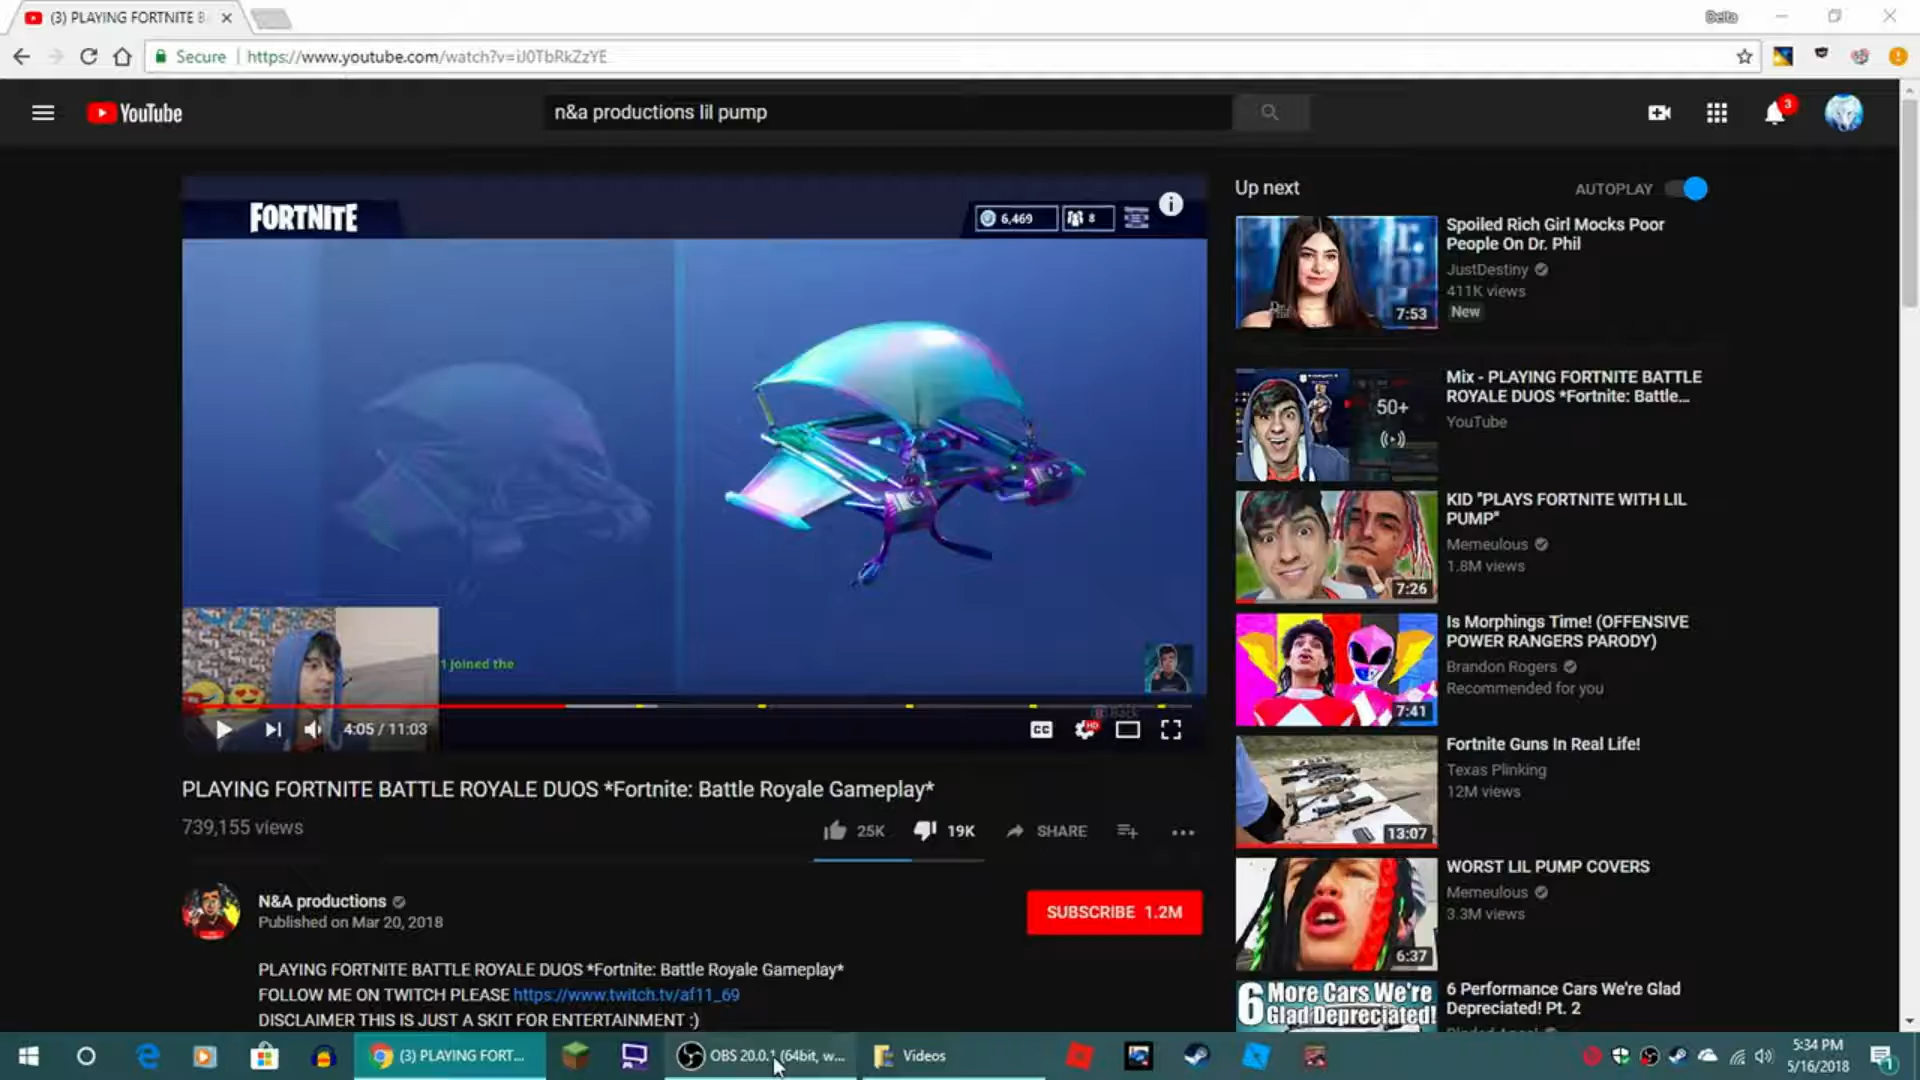 (3) PLAYING FORTNITE B
Delta
Secure
https://www.youtube.com/watch?v=iJ0TbRkZzYE
YouTube
n&a productions lil pump
3
FORTNITE
6,469
8
1 joined the
Back
4:05 / 11:03
CC
HD
PLAYING FORTNITE BATTLE ROYALE DUOS *Fortnite: Battle Royale Gameplay*
739,155 views
25K
19K
SHARE
N&A productions
Published on Mar 20, 2018
SUBSCRIBE 1.2M
PLAYING FORTNITE BATTLE ROYALE DUOS *Fortnite: Battle Royale Gameplay*
FOLLOW ME ON TWITCH PLEASE https://www.twitch.tv/af11_69
DISCLAIMER THIS IS JUST A SKIT FOR ENTERTAINMENT :)
Up next
AUTOPLAY
7:53
Spoiled Rich Girl Mocks Poor
People On Dr. Phil
JustDestiny
411K views
New
50+
Mix - PLAYING FORTNITE BATTLE
ROYALE DUOS *Fortnite: Battle...
YouTube
7:26
KID "PLAYS FORTNITE WITH LIL
PUMP"
Memeulous
1.8M views
7:41
Is Morphings Time! (OFFENSIVE
POWER RANGERS PARODY)
Brandon Rogers
Recommended for you
13:07
Fortnite Guns In Real Life!
Texas Plinking
12M views
6:37
WORST LIL PUMP COVERS
Memeulous
3.3M views
6 More Cars We're
Glad Depreciated!
6 Performance Cars We're Glad
Depreciated! Pt. 2
(3) PLAYING FORT...
OBS 20.0.1 (64bit, w...
Videos
5:34 PM
5/16/2018
1